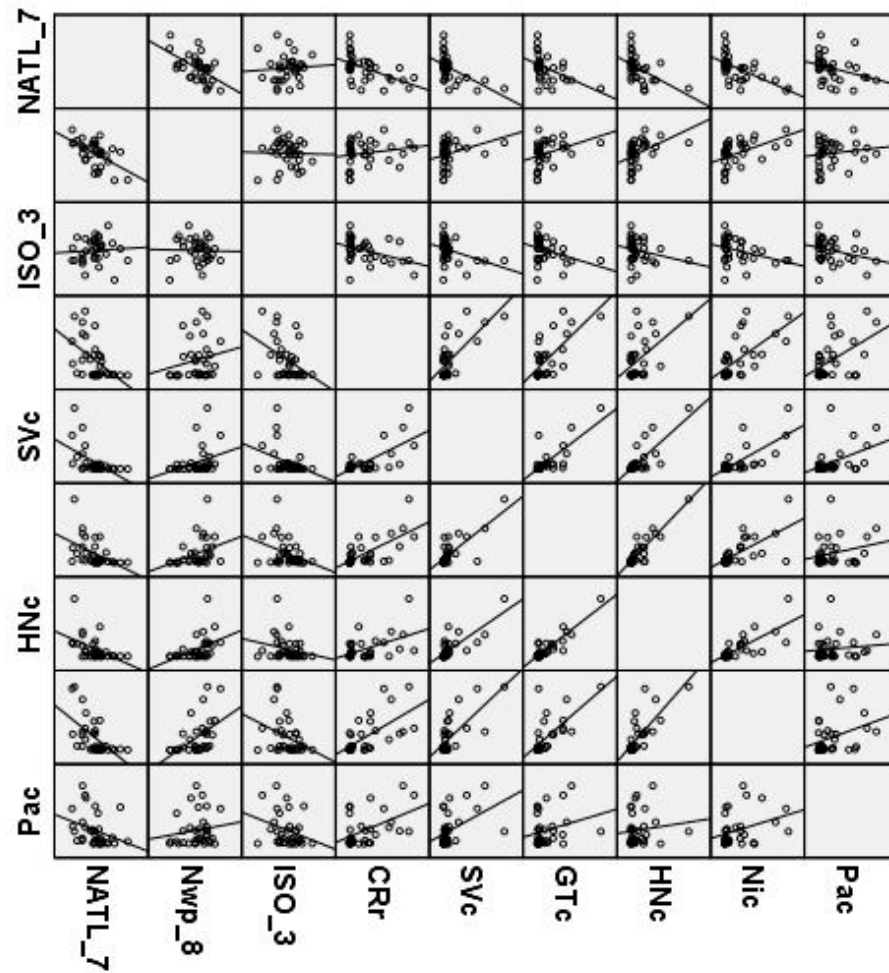 NATL_7
ISO_3
SVc
HNc
Pac
NATL_7
Nwp_8
ISO_3
CRr
SVc
GTc
HNc
Nic
Pac